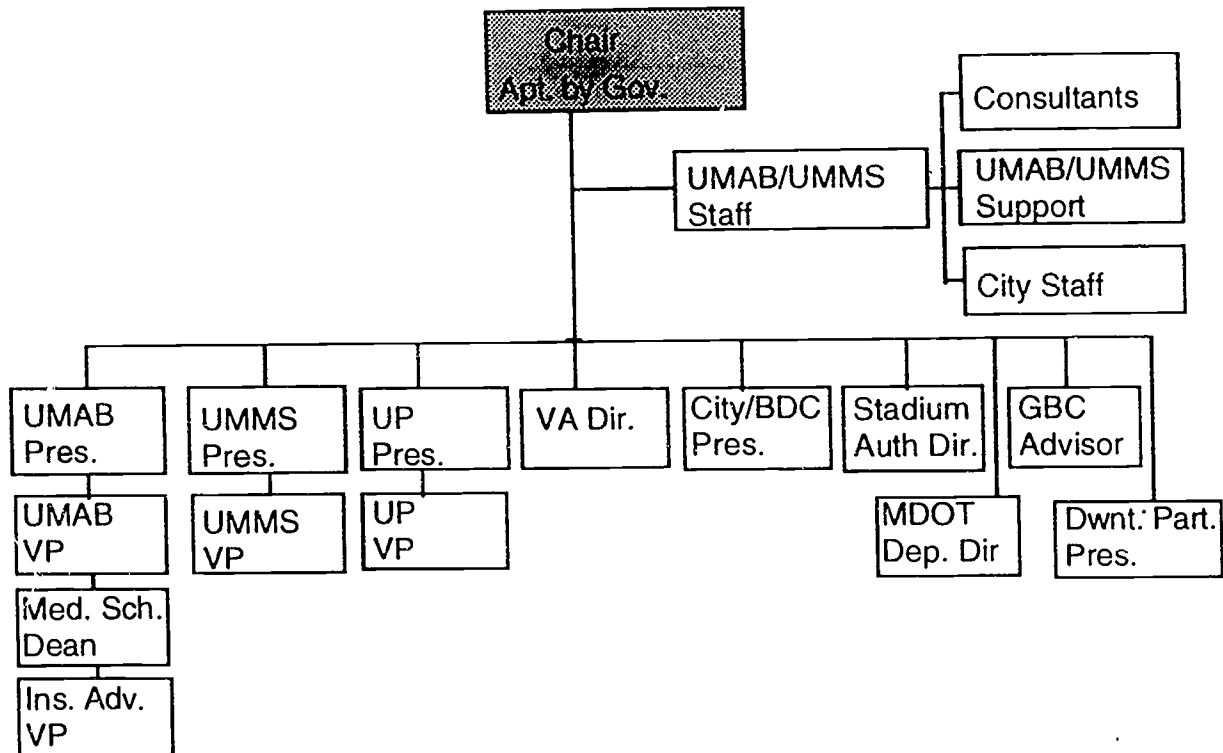 Chair
Apt. by Gov.
Consultants
UMAB/UMMS
Staff
UMAB/UMMS
Support
City Staff
UMAB
Pres.
UMMS
Pres.
UP
Pres.
VA Dir.
City/BDC
Pres.
Stadium
Auth Dir.
GBC
Advisor
UMAB
VP
UMMS
VP
UP
VP
MDOT
Dep. Dir
Dwnt. Part.
Pres.
Med. Sch.
Dean
Ins. Adv.
VP